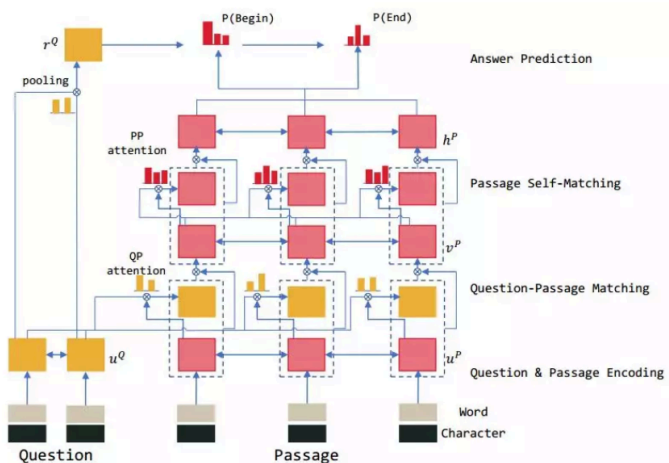 P(Begin)
P(End)
r^Q
Answer Prediction
pooling
PP
attention
h^P
Passage Self-Matching
v^P
QP
attention
Question-Passage Matching
u^Q
u^P
Question & Passage Encoding
Word
Character
Question
Passage